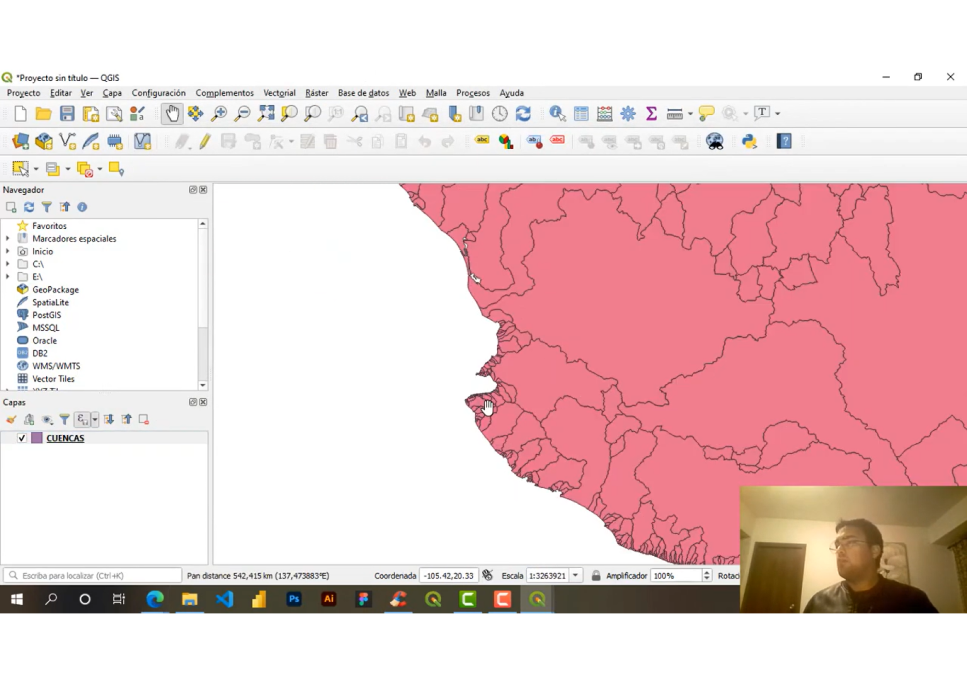 *Proyecto sin título — QGIS
Proyecto Editar Ver Capa Configuración Complementos Vectorial Ráster Base de datos Web Malla Procesos Ayuda
Navegador
Favoritos
Marcadores espaciales
Inicio
C:\
E:\
GeoPackage
SpatiaLite
PostGIS
MSSQL
Oracle
DB2
WMS/WMTS
Vector Tiles
Capas
CUENCAS
Escriba para localizar (Ctrl+K)
Pan distance 542,415 km (137,473883°E)
Coordenada -105.42,20.33
Escala 1:3263921
Amplificador 100%
Rotaci
Ps
Ai